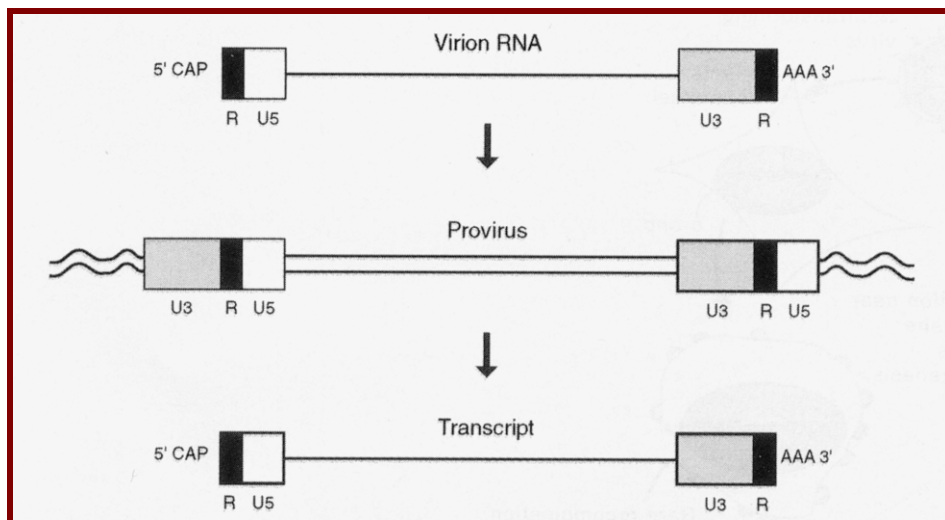 Virion RNA
5' CAP
AAA 3'
R U5
U3 R
Provirus
U3 R U5
U3 R U5
Transcript
5' CAP
AAA 3'
R U5
U3 R